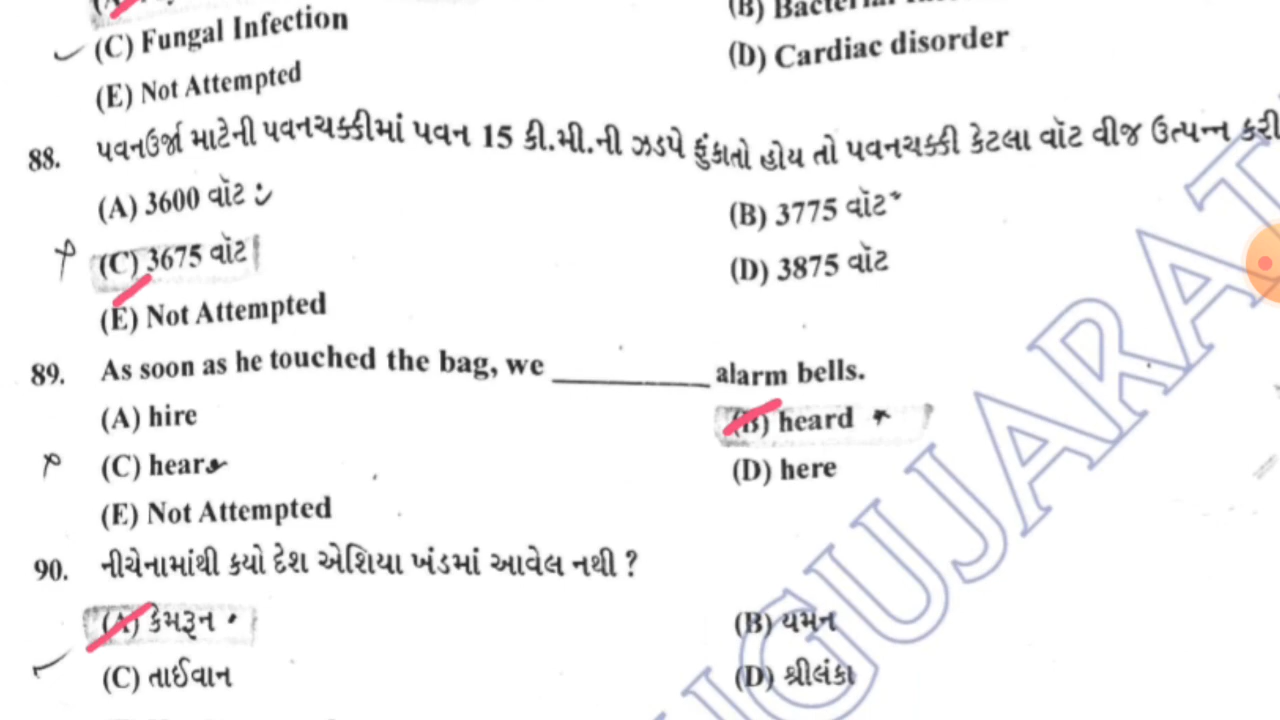 (C) Fungal Infection
(D) Cardiac disorder
(E) Not Attempted
88. પવનઉર્જા માટેની પવનચક્કીમાં પવન 15 કી.મી.ની ઝડપે ફુંકાતો હોય તો પવનચક્કી કેટલા વૉટ વીજ ઉત્પન્ન કરી
(A) 3600 વૉટ
(B) 3775 વૉટ
(C) 3675 વૉટ
(D) 3875 વૉટ
(E) Not Attempted
89. As soon as he touched the bag, we ________ alarm bells.
(A) hire
(B) heard
(C) hear
(D) here
(E) Not Attempted
90. નીચેનામાંથી કયો દેશ એશિયા ખંડમાં આવેલ નથી ?
(A) કેમરૂન
(B) યમન
(C) તાઈવાન
(D) શ્રીલંકા
GUJARAT